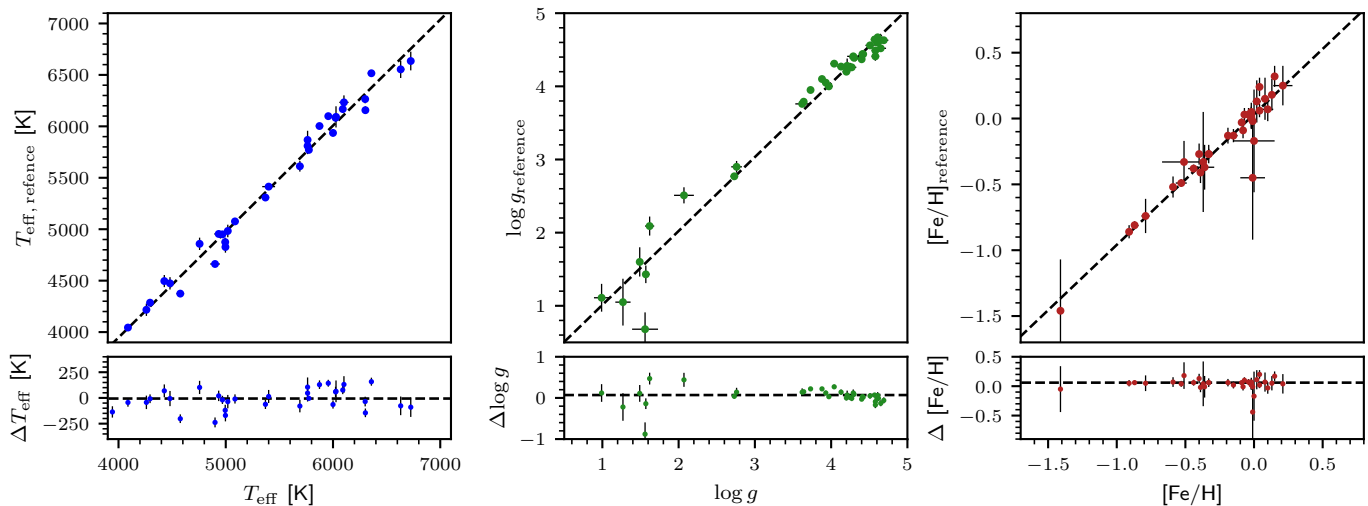 7000
6500
6000
5500
5000
4500
4000
T_eff, refence [K]
250
0
−250
ΔT_eff [K]
4000 5000 6000 7000
T_eff [K]
5
4
3
2
1
log g_reference
1
0
−1
Δlog g
1 2 3 4 5
log g
0.5
0.0
−0.5
−1.0
−1.5
[Fe/H]_reference
0.5
0.0
−0.5
Δ [Fe/H]
−1.5 −1.0 −0.5 0.0 0.5
[Fe/H]